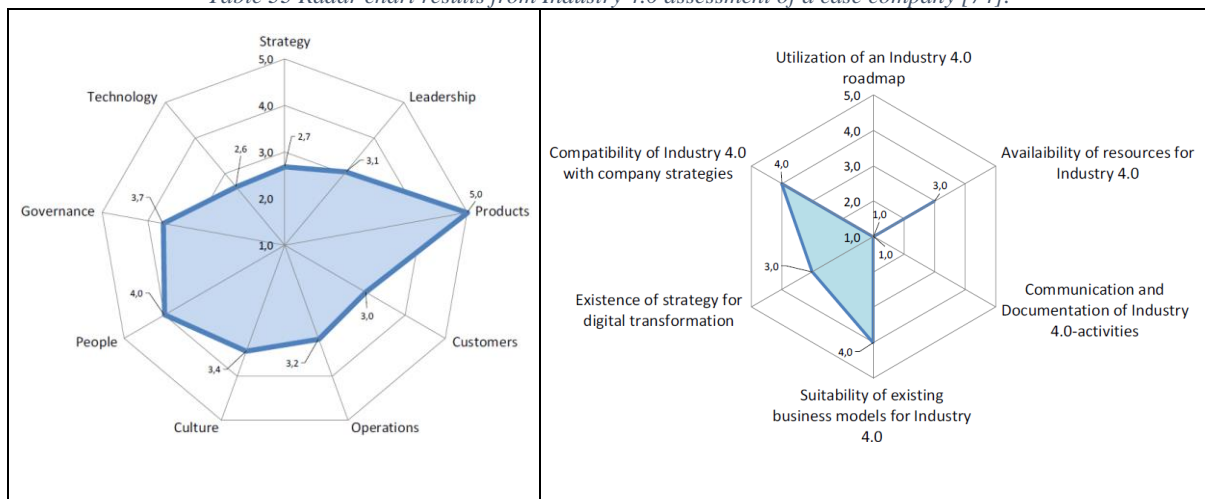 Table 33 Radar chart results from Industry 4.0 assessment of a case company [74].
Strategy
5,0
Technology
Leadership
4,0
3,0
2,7
2,6
3,1
2,0
5,0
3,7
Governance
Products
1,0
4,0
3,0
People
Customers
3,4
3,2
Culture
Operations
Utilization of an Industry 4.0
roadmap
5,0
4,0
Compatibility of Industry 4.0
with company strategies
4,0
3,0
Availaibility of resources for
Industry 4.0
3,0
2,0
1,0
1,0
1,0
3,0
Existence of strategy for
digital transformation
Communication and
Documentation of Industry
4.0-activities
4,0
Suitability of existing
business models for Industry
4.0